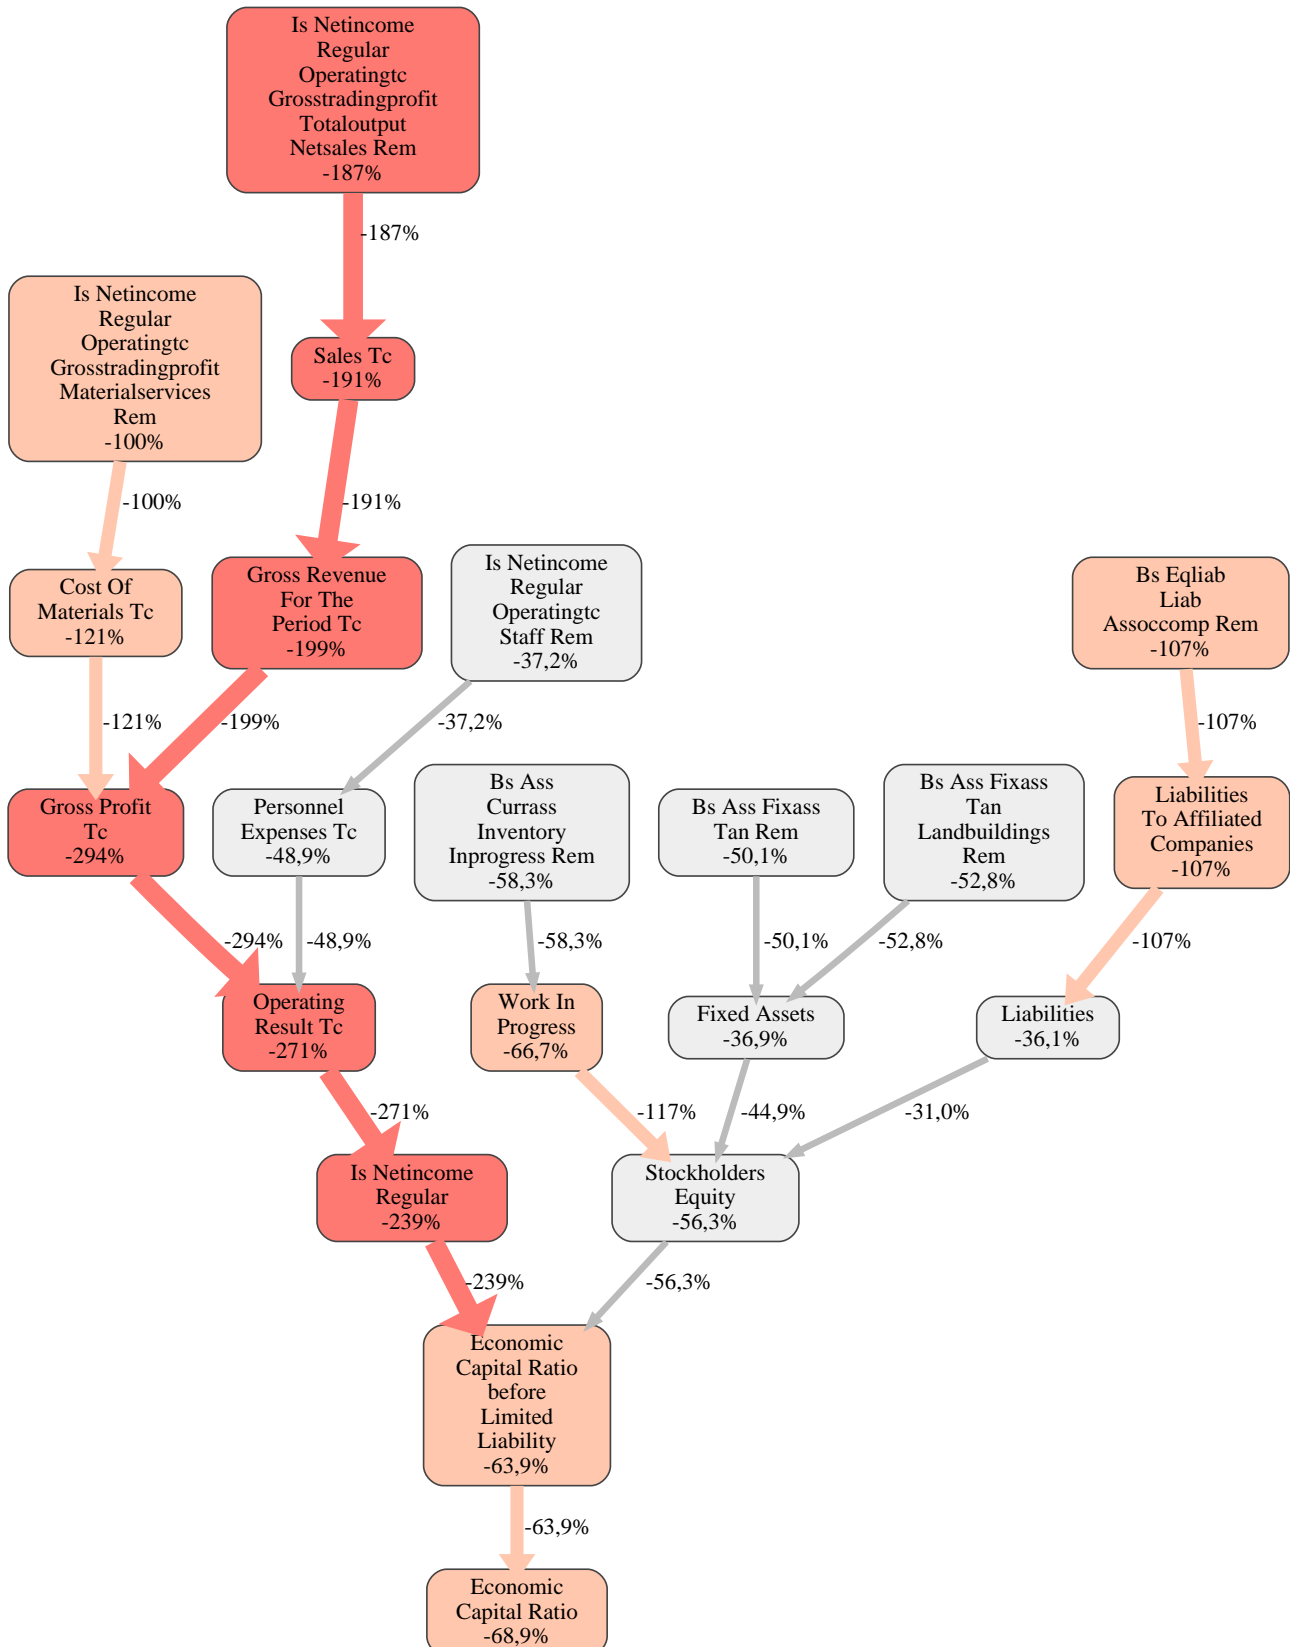 Is Netincome
Regular
Operatingtc
Grosstradingprofit
Totaloutput
Netsales Rem
-187%
-187%
Is Netincome
Regular
Operatingtc
Grosstradingprofit
Materialservices
Rem
-100%
Sales Tc
-191%
-100%
-191%
Cost Of
Materials Tc
-121%
Gross Revenue
For The
Period Tc
-199%
Is Netincome
Regular
Operatingtc
Staff Rem
-37,2%
Bs Eqliab
Liab
Assoccomp Rem
-107%
-121%
-199%
-37,2%
-107%
Gross Profit
Tc
-294%
Personnel
Expenses Tc
-48,9%
Bs Ass
Currass
Inventory
Inprogress Rem
-58,3%
Bs Ass Fixass
Tan Rem
-50,1%
Bs Ass Fixass
Tan
Landbuildings
Rem
-52,8%
Liabilities
To Affiliated
Companies
-107%
-294%
-48,9%
-58,3%
-50,1%
-52,8%
-107%
Operating
Result Tc
-271%
Work In
Progress
-66,7%
Fixed Assets
-36,9%
Liabilities
-36,1%
-271%
-117%
-44,9%
-31,0%
Is Netincome
Regular
-239%
Stockholders
Equity
-56,3%
-239%
-56,3%
Economic
Capital Ratio
before
Limited
Liability
-63,9%
-63,9%
Economic
Capital Ratio
-68,9%